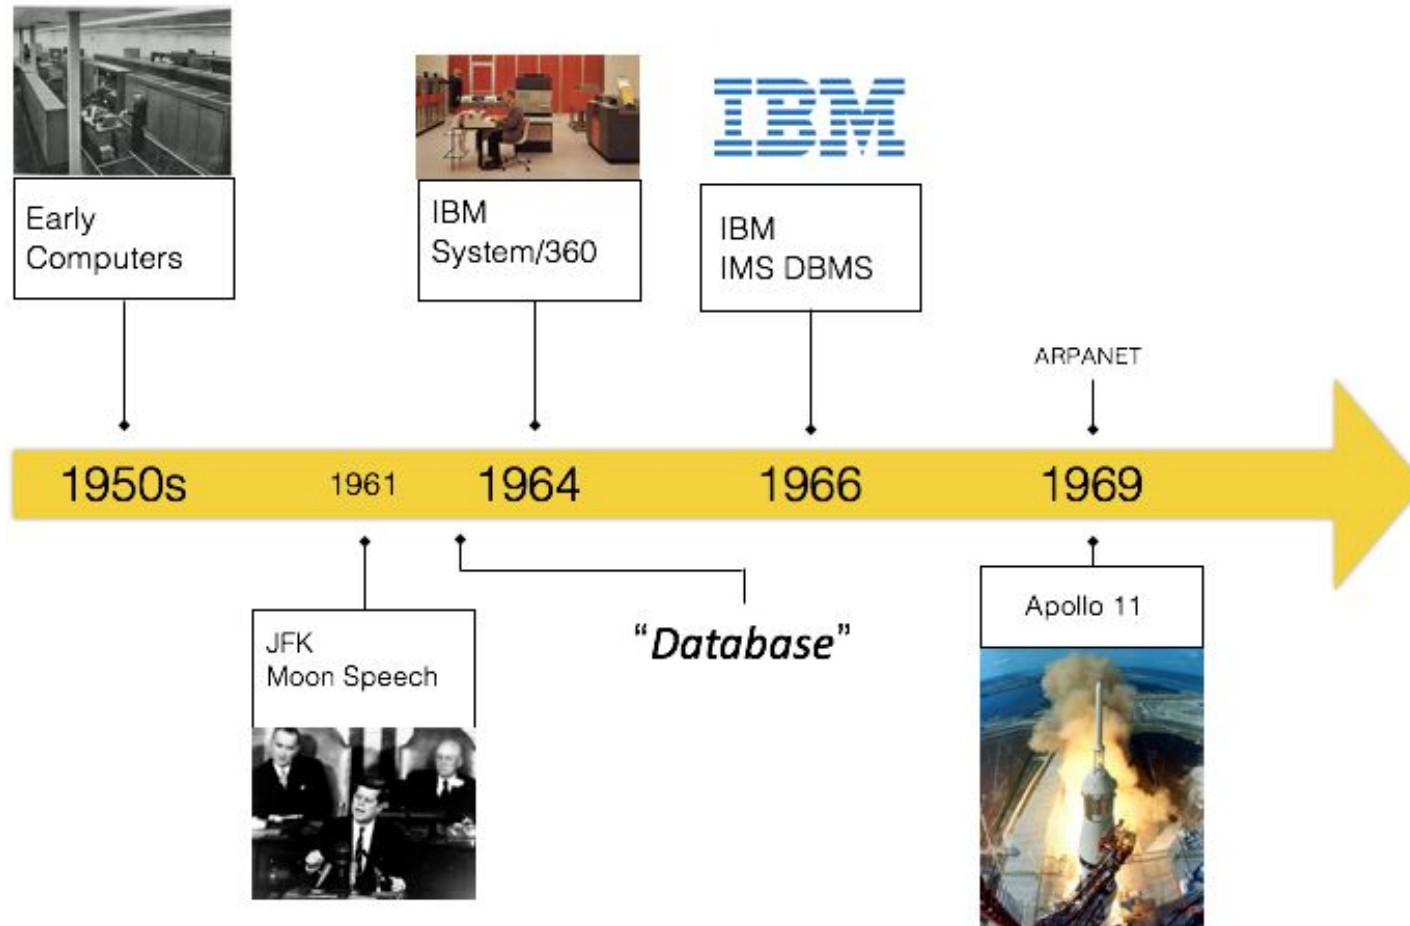 Early
Computers
IBM
System/360
IBM
IBM
IMS DBMS
ARPANET
1950s
1961
1964
1966
1969
JFK
Moon Speech
“Database”
Apollo 11